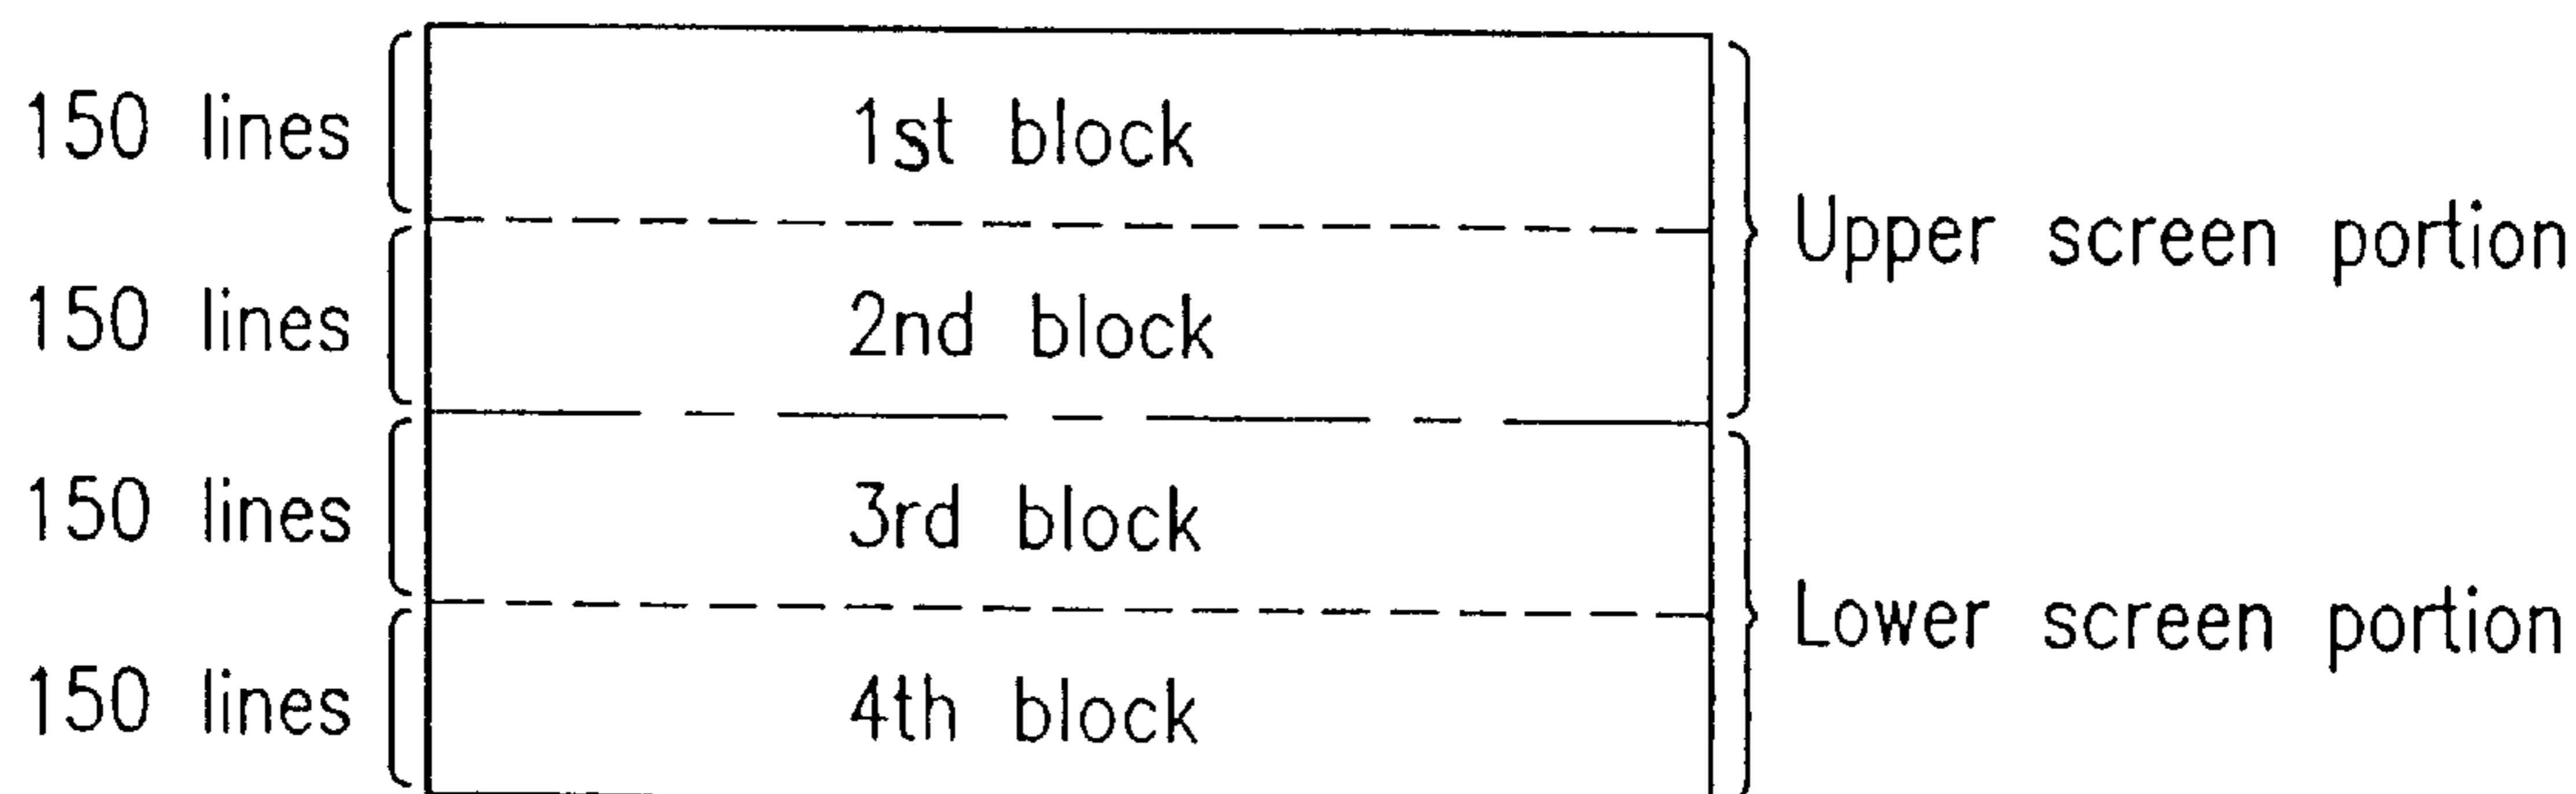 150 lines
1st block
Upper screen portion
150 lines
2nd block
150 lines
3rd block
Lower screen portion
150 lines
4th block